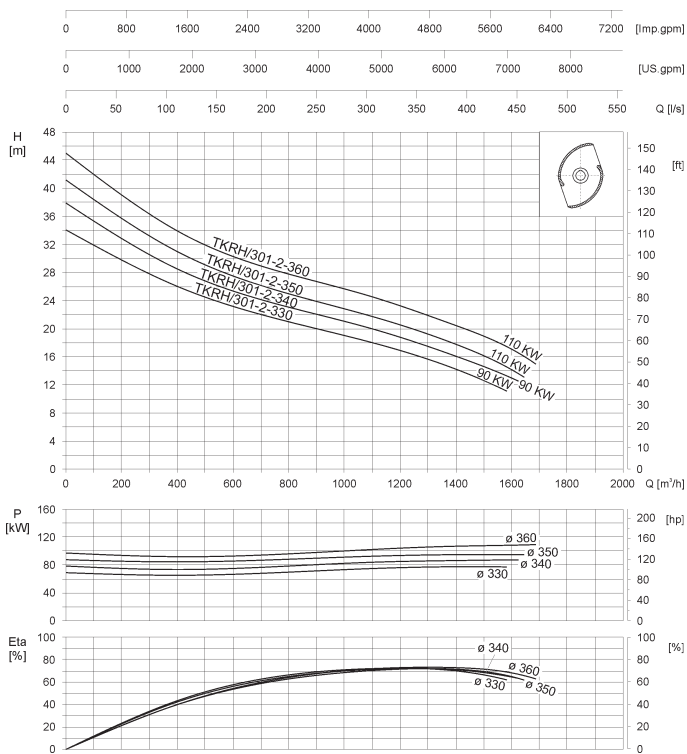 0 800 1600 2400 3200 4000 4800 5600 6400 7200 [Imp.gpm]
0 1000 2000 3000 4000 5000 6000 7000 8000 [US.gpm]
0 50 100 150 200 250 300 350 400 450 500 550 Q [l/s]
H
[m]
48
44
40
36
32
28
24
20
16
12
8
4
0
[ft]
150
140
130
120
110
100
90
80
70
60
50
40
30
20
10
0
TKRH/301-2-360
TKRH/301-2-350
TKRH/301-2-340
TKRH/301-2-330
110 KW
110 KW
90 KW
90 KW
0 200 400 600 800 1000 1200 1400 1600 1800 2000 Q [m³/h]
P
[kW]
160
120
80
40
0
[hp]
200
160
120
80
40
0
ø 360
ø 350
ø 340
ø 330
Eta
[%]
100
80
60
40
20
0
[%]
100
80
60
40
20
0
ø 340
ø 360
ø 330
ø 350